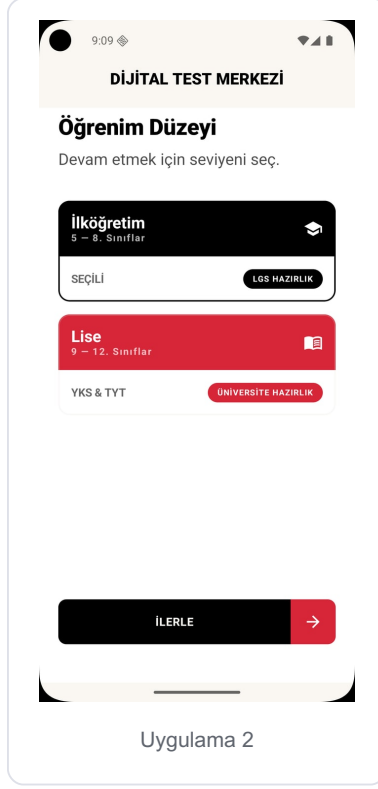 9:09
DİJİTAL TEST MERKEZİ
Öğrenim Düzeyi
Devam etmek için seviyeni seç.
İlköğretim
5 — 8. Sınıflar
SEÇİLİ
LGS HAZIRLIK
Lise
9 — 12. Sınıflar
YKS & TYT
ÜNİVERSİTE HAZIRLIK
İLERLE
Uygulama 2